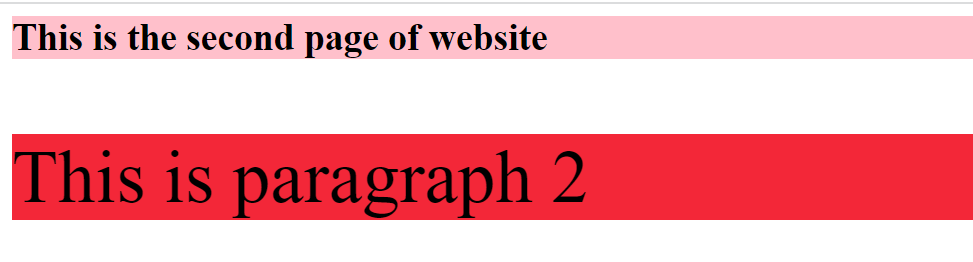 This is the second page of website
This is paragraph 2